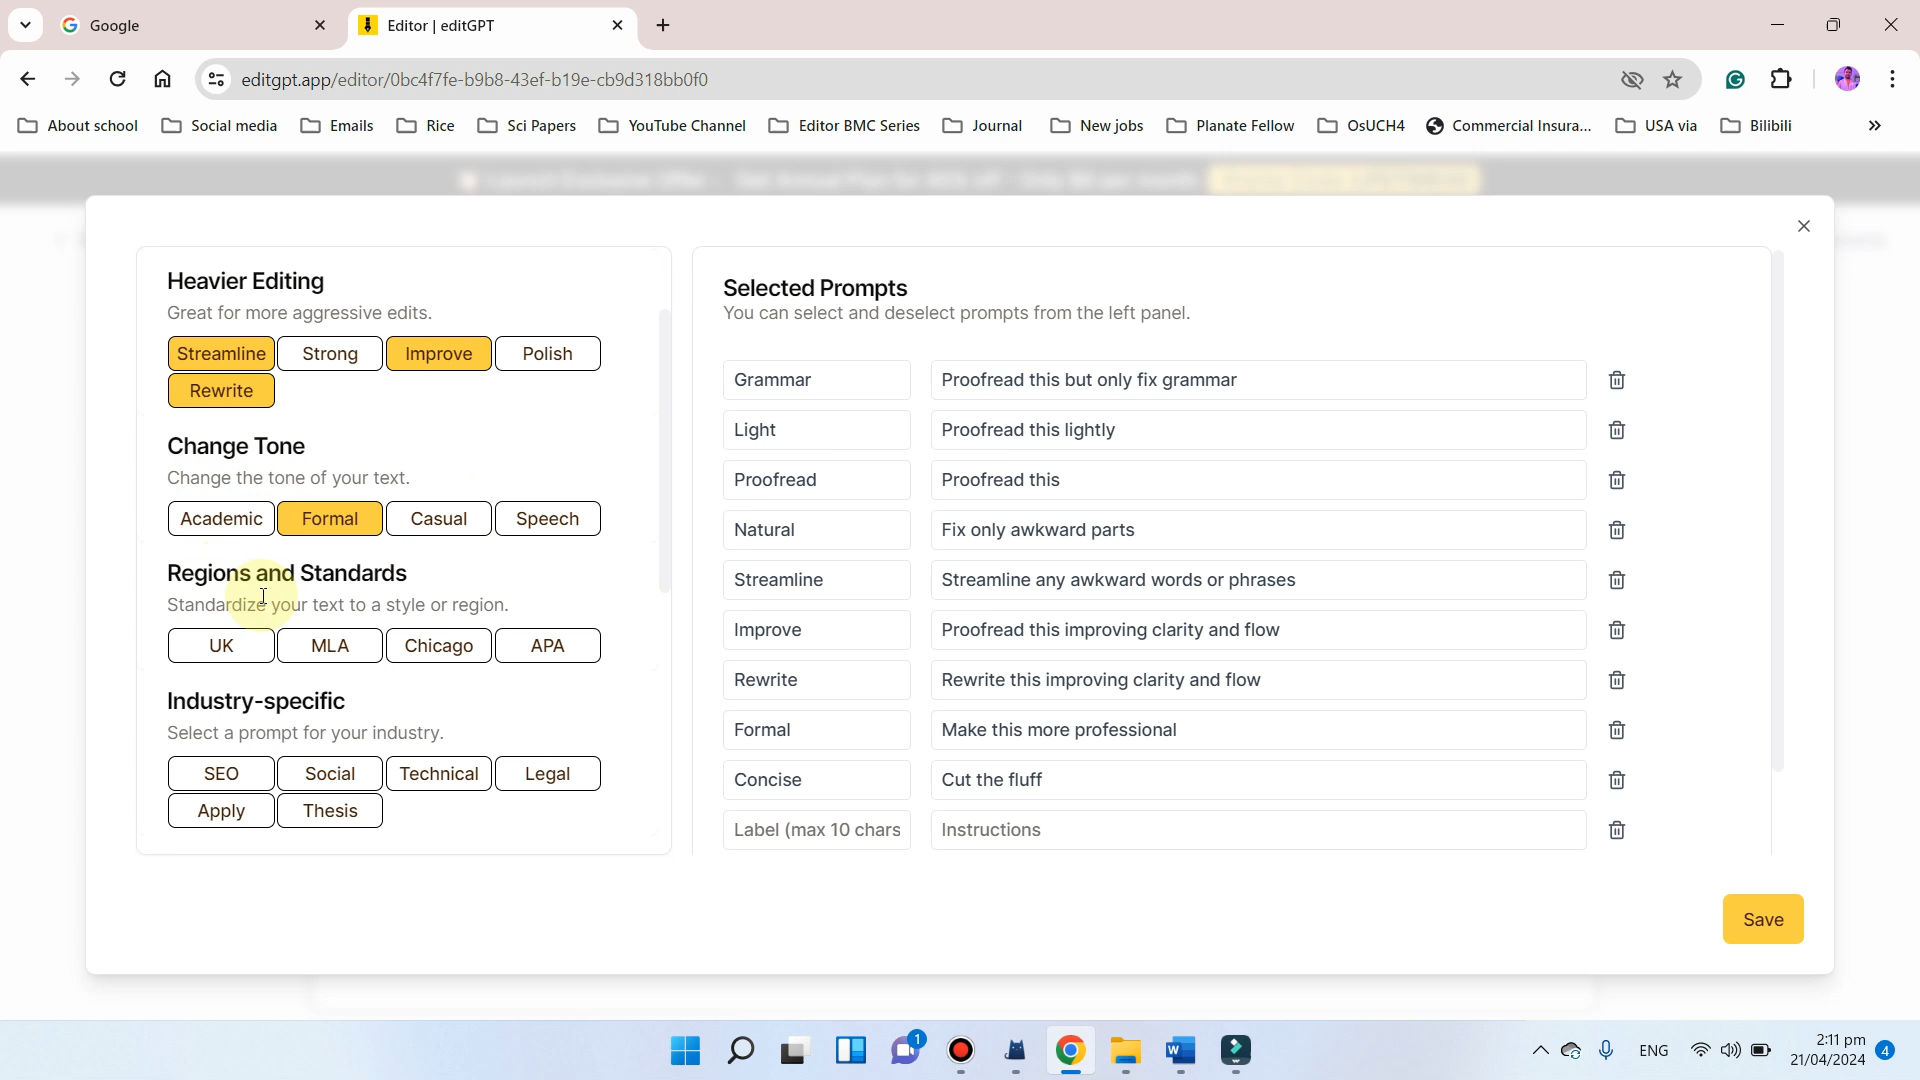 Google
Editor | editGPT
editgpt.app/editor/0bc4f7fe-b9b8-43ef-b19e-cb9d318bb0f0
About school
Social media
Emails
Rice
Sci Papers
YouTube Channel
Editor BMC Series
Journal
New jobs
Planate Fellow
OsUCH4
Commercial Insura...
USA via
Bilibili
Heavier Editing
Great for more aggressive edits.
Streamline Strong Improve Polish
Rewrite
Change Tone
Change the tone of your text.
Academic Formal Casual Speech
Regions and Standards
Standardize your text to a style or region.
UK MLA Chicago APA
Industry-specific
Select a prompt for your industry.
SEO Social Technical Legal
Apply Thesis
Selected Prompts
You can select and deselect prompts from the left panel.
Grammar Proofread this but only fix grammar
Light Proofread this lightly
Proofread Proofread this
Natural Fix only awkward parts
Streamline Streamline any awkward words or phrases
Improve Proofread this improving clarity and flow
Rewrite Rewrite this improving clarity and flow
Formal Make this more professional
Concise Cut the fluff
Label (max 10 chars Instructions
Save
1
ENG
2:11 pm
21/04/2024
4